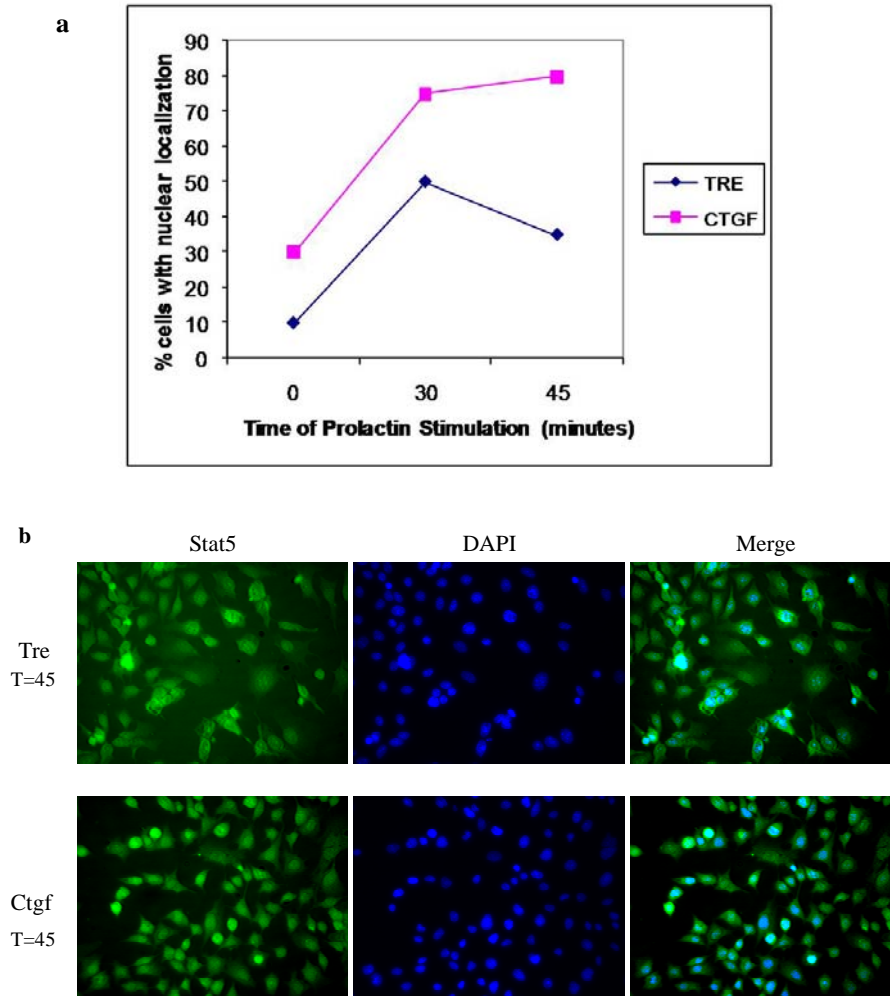 a
90
80
70
60
50
40
30
20
10
0
% cells with nuclear localization
0 30 45
Time of Prolactin Stimulation (minutes)
TRE
CTGF
b
Stat5 DAPI Merge
Tre
T=45
Ctgf
T=45